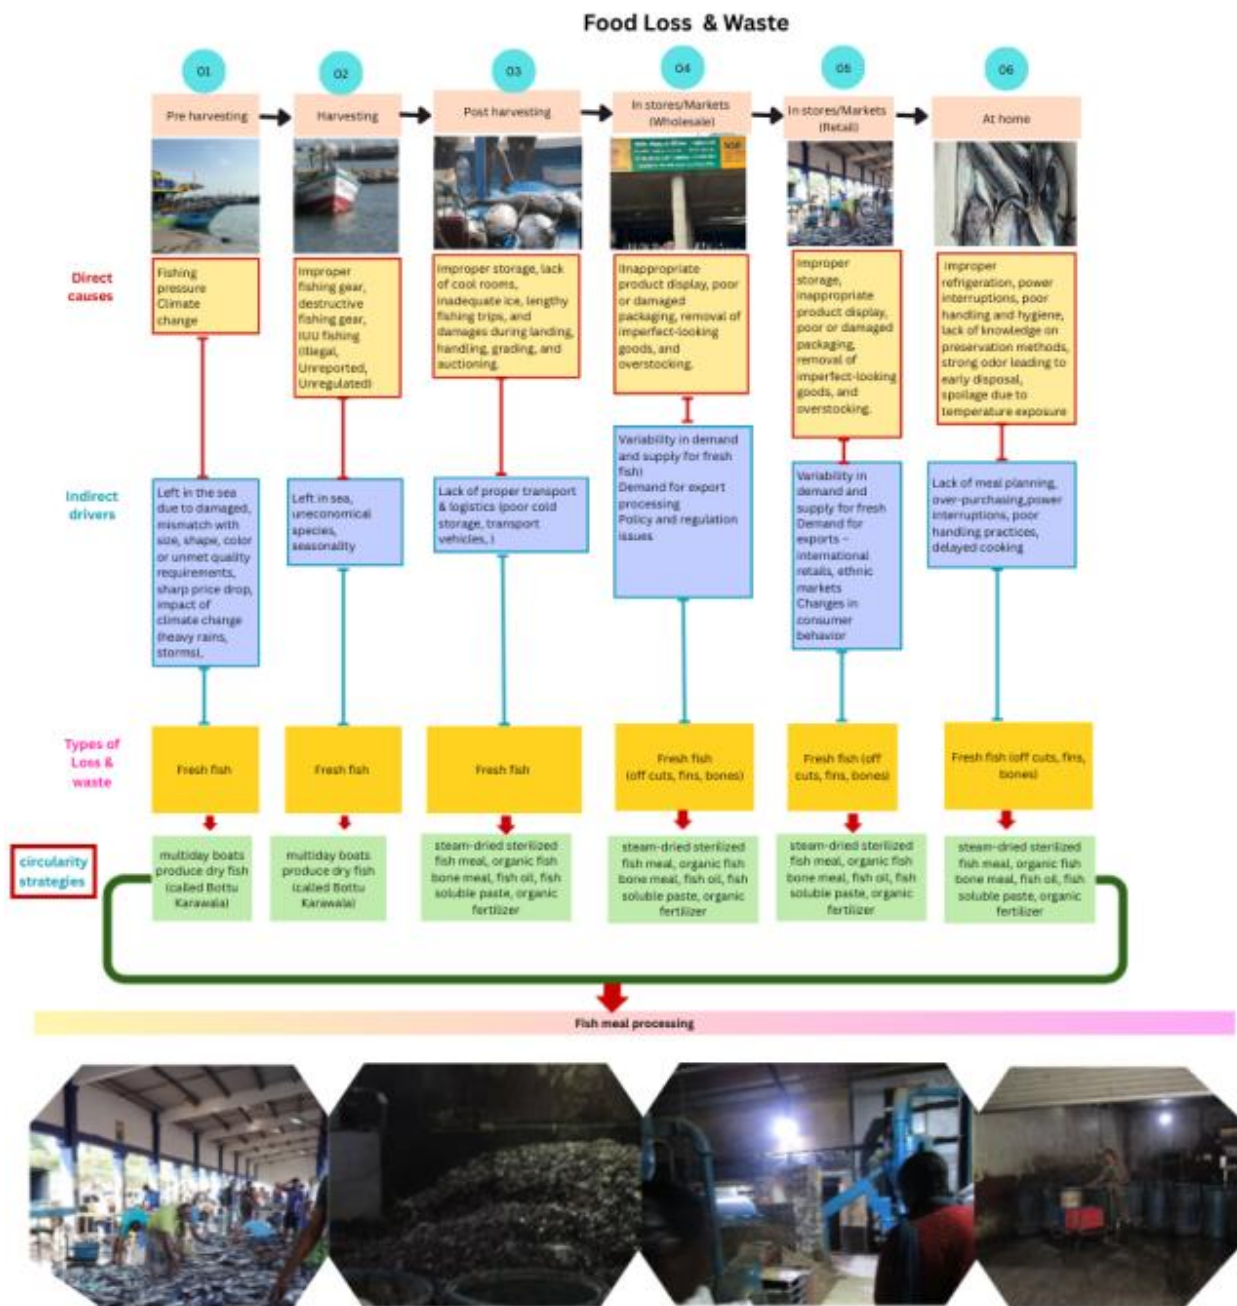 Food Loss & Waste
01
02
03
04
05
06
Pre harvesting
Harvesting
Post harvesting
In stores/Markets
(Wholesale)
In stores/Markets
(Retail)
At home
Direct
causes
Fishing
pressure
Climate
change
Improper
fishing gear,
destructive
fishing gear,
IUU fishing
(Illegal,
Unreported,
Unregulated)
Improper storage, lack
of cool rooms,
inadequate ice, lengthy
fishing trips, and
damages during landing,
handling, grading, and
auctioning.
IInappropriate
product display, poor
or damaged
packaging, removal of
imperfect-looking
goods, and
overstocking.
Improper
storage,
inappropriate
product display,
poor or damaged
packaging,
removal of
imperfect-looking
goods, and
overstocking.
Improper
refrigeration, power
interruptions, poor
handling and hygiene,
lack of knowledge on
preservation methods,
strong odor leading to
early disposal,
spoilage due to
temperature exposure
Indirect
drivers
Left in the sea
due to damaged,
mismatch with
size, shape, color
or unmet quality
requirements,
sharp price drop,
impact of
climate change
(heavy rains,
storms),
Left in sea,
uneconomical
species,
seasonality
Lack of proper transport
& logistics (poor cold
storage, transport
vehicles, )
Variability in demand
and supply for fresh
fish)
Demand for export
processing
Policy and regulation
issues
Variability in
demand and
supply for fresh
Demand for
exports –
international
retails, ethnic
markets
Changes in
consumer
behavior
Lack of meal planning,
over-purchasing,power
interruptions, poor
handling practices,
delayed cooking
Types of
Loss &
waste
Fresh fish
Fresh fish
Fresh fish
Fresh fish
(off cuts, fins, bones)
Fresh fish (off
cuts, fins, bones)
Fresh fish (off cuts, fins,
bones)
circularity
strategies
multiday boats
produce dry fish
(called Bottu
Karawala)
multiday boats
produce dry fish
(called Bottu
Karawala)
steam-dried sterilized
fish meal, organic fish
bone meal, fish oil, fish
soluble paste, organic
fertilizer
steam-dried sterilized
fish meal, organic fish
bone meal, fish oil, fish
soluble paste, organic
fertilizer
steam-dried sterilized
fish meal, organic fish
bone meal, fish oil, fish
soluble paste, organic
fertilizer
steam-dried sterilized
fish meal, organic fish
bone meal, fish oil, fish
soluble paste, organic
fertilizer
Fish meal processing